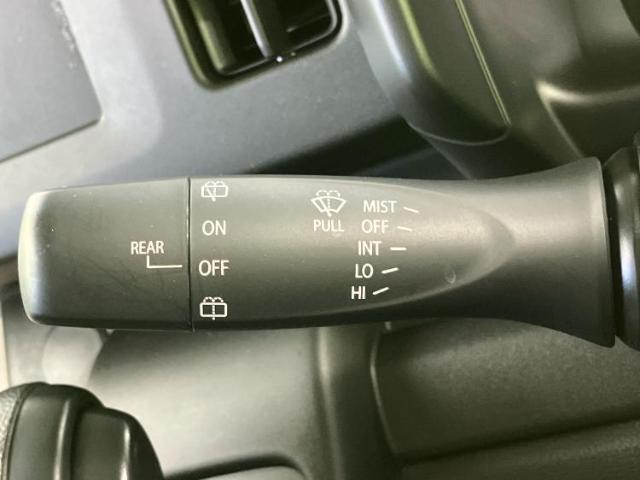 REAR
ON
OFF
PULL
MIST
OFF
INT
LO
HI